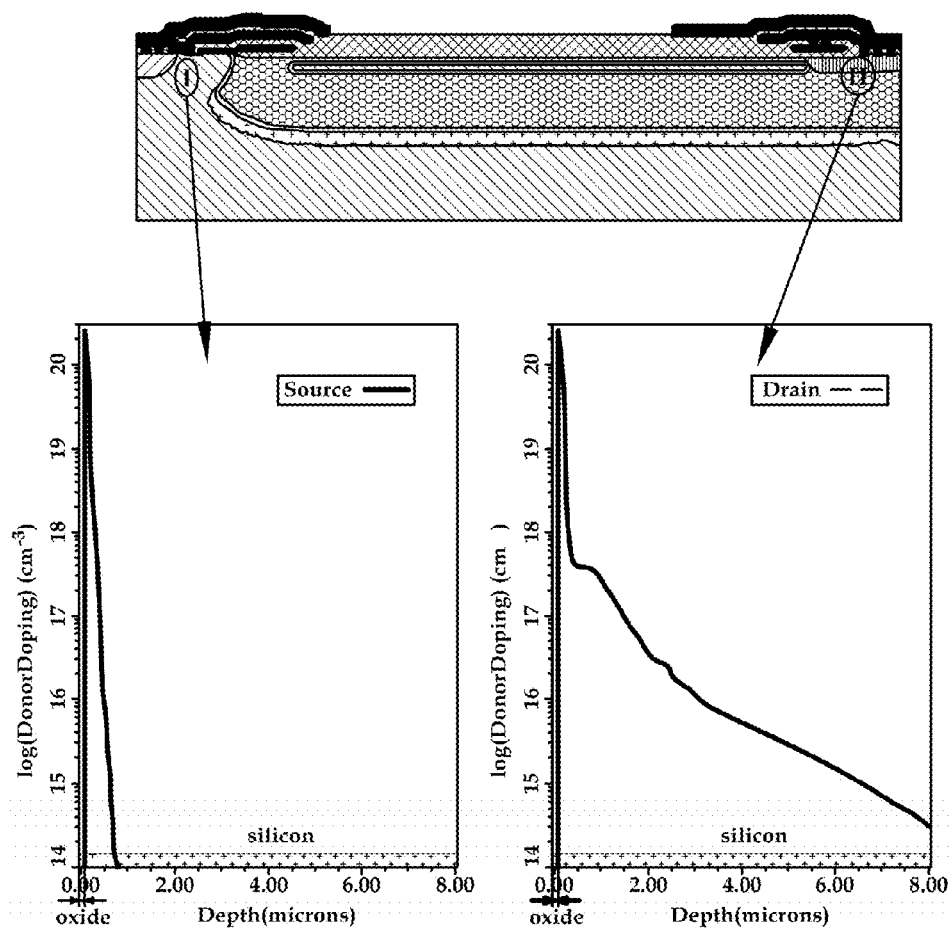 I
II
Source
Drain
log(DonorDoping) (cm-3)
20
19
18
17
16
15
14
silicon
0.00
2.00
4.00
6.00
8.00
oxide
Depth(microns)
log(DonorDoping) (cm )
20
19
18
17
16
15
14
silicon
0.00
2.00
4.00
6.00
8.00
oxide
Depth(microns)